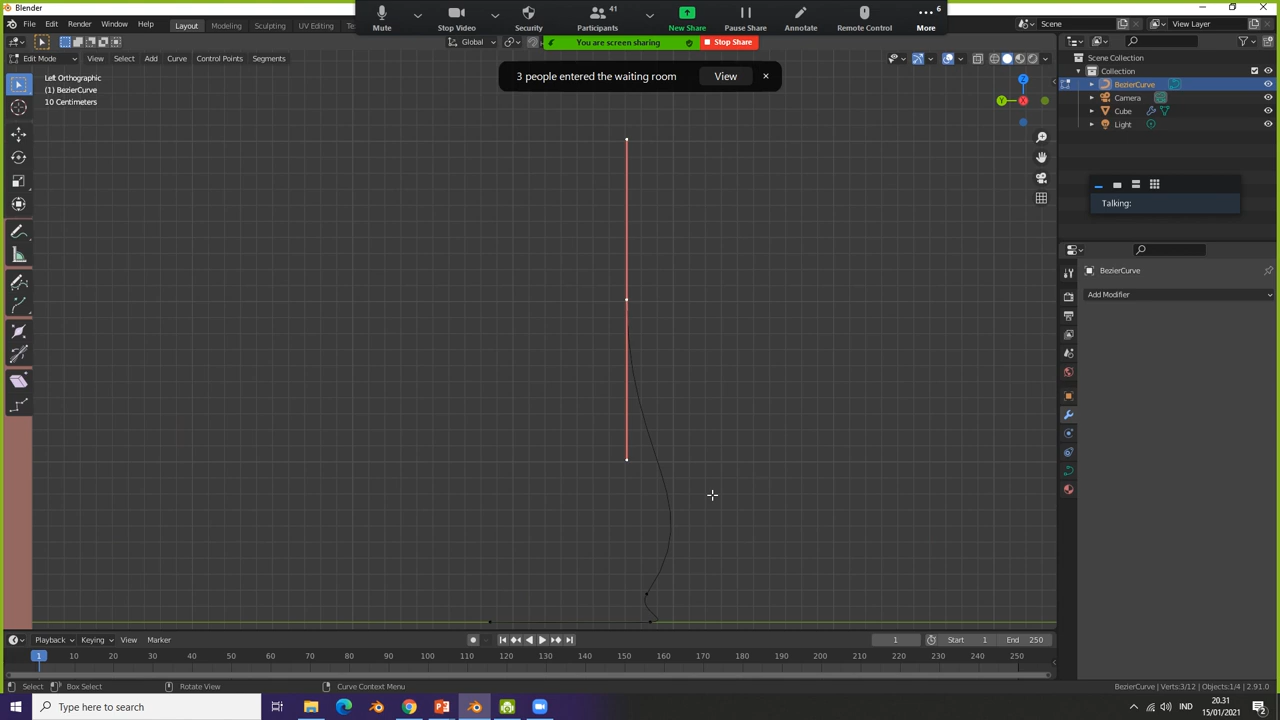 Blender
File
Edit
Render
Window
Help
Layout
Modeling
Sculpting
UV Editing
Mute
Stop Video
Security
41
Participants
New Share
Pause Share
Annotate
Remote Control
6
More
Scene
View Layer
Global
You are screen sharing
Stop Share
Edit Mode
View
Select
Add
Curve
Control Points
Segments
Scene Collection
3 people entered the waiting room
View
Left Orthographic
(1) BezierCurve
10 Centimeters
Z
Y
X
Collection
BezierCurve
Camera
Cube
Light
Talking:
BezierCurve
Add Modifier
Playback
Keying
View
Marker
1
Start
1
End
250
1
10
20
30
40
50
60
70
80
90
100
110
120
130
140
150
160
170
180
190
200
210
220
230
240
250
Select
Box Select
Rotate View
Curve Context Menu
BezierCurve | Verts:3/12 | Objects:1/4 | 2.91.0
Type here to search
IND
20.31
15/01/2021
2